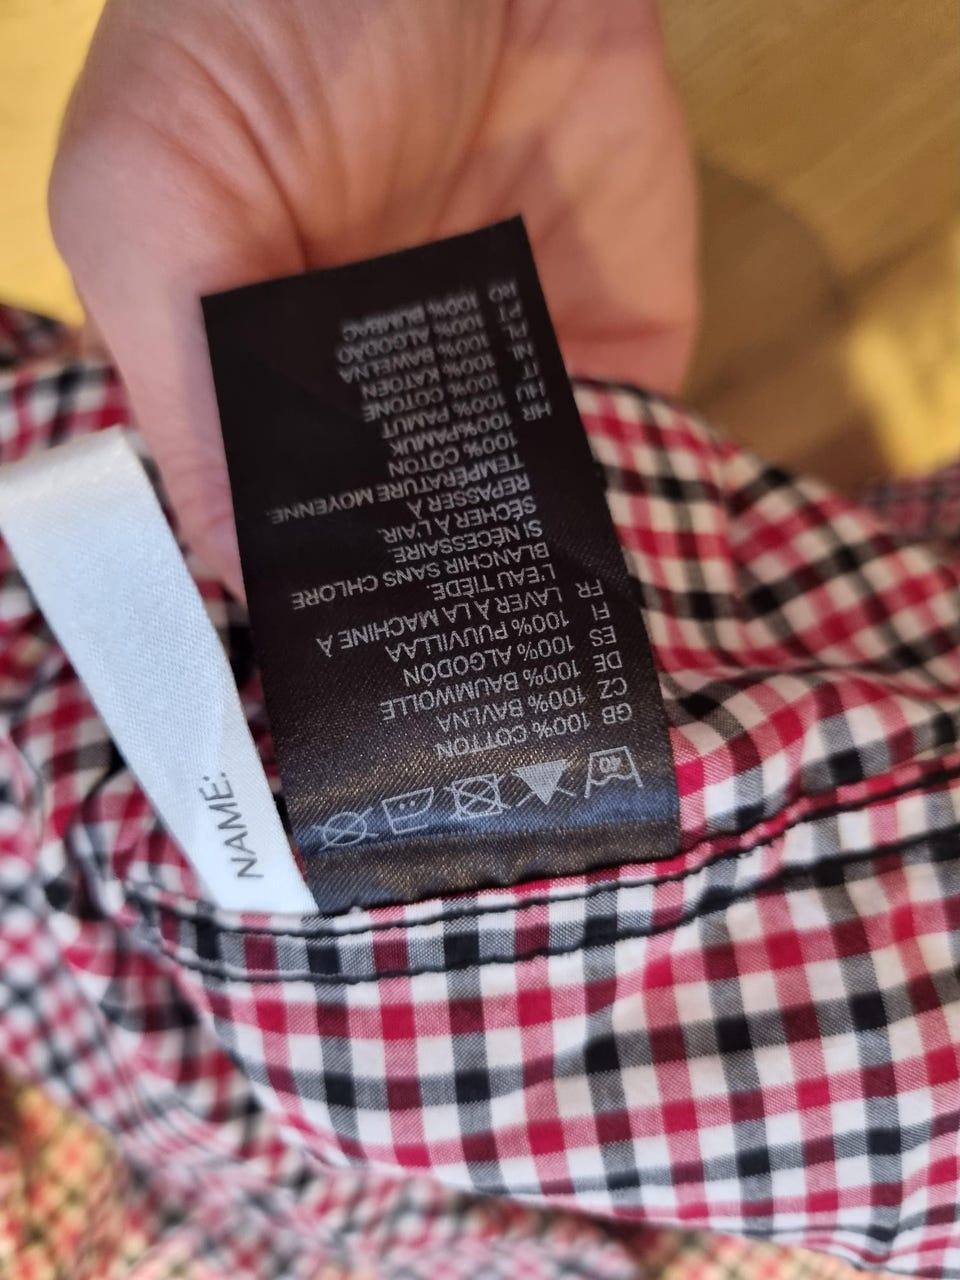 40
GB 100% COTTON
CZ 100% BAVLNA
DE 100% BAUMWOLLE
ES 100% ALGODÓN
FI 100% PUUVILLAA
FR LAVER À LA MACHINE À
L'EAU TIÈDE.
BLANCHIR SANS CHLORE
SI NÉCESSAIRE.
SÉCHER À L'AIR.
REPASSER À
TEMPÉRATURE MOYENNE.
100% COTON
HR 100%PAMUK
HU 100% PAMUT
IT 100% COTONE
NL 100% KATOEN
PL 100% BAWEŁNA
PT 100% ALGODÃO
RO 100% BUMBAC
NAME: